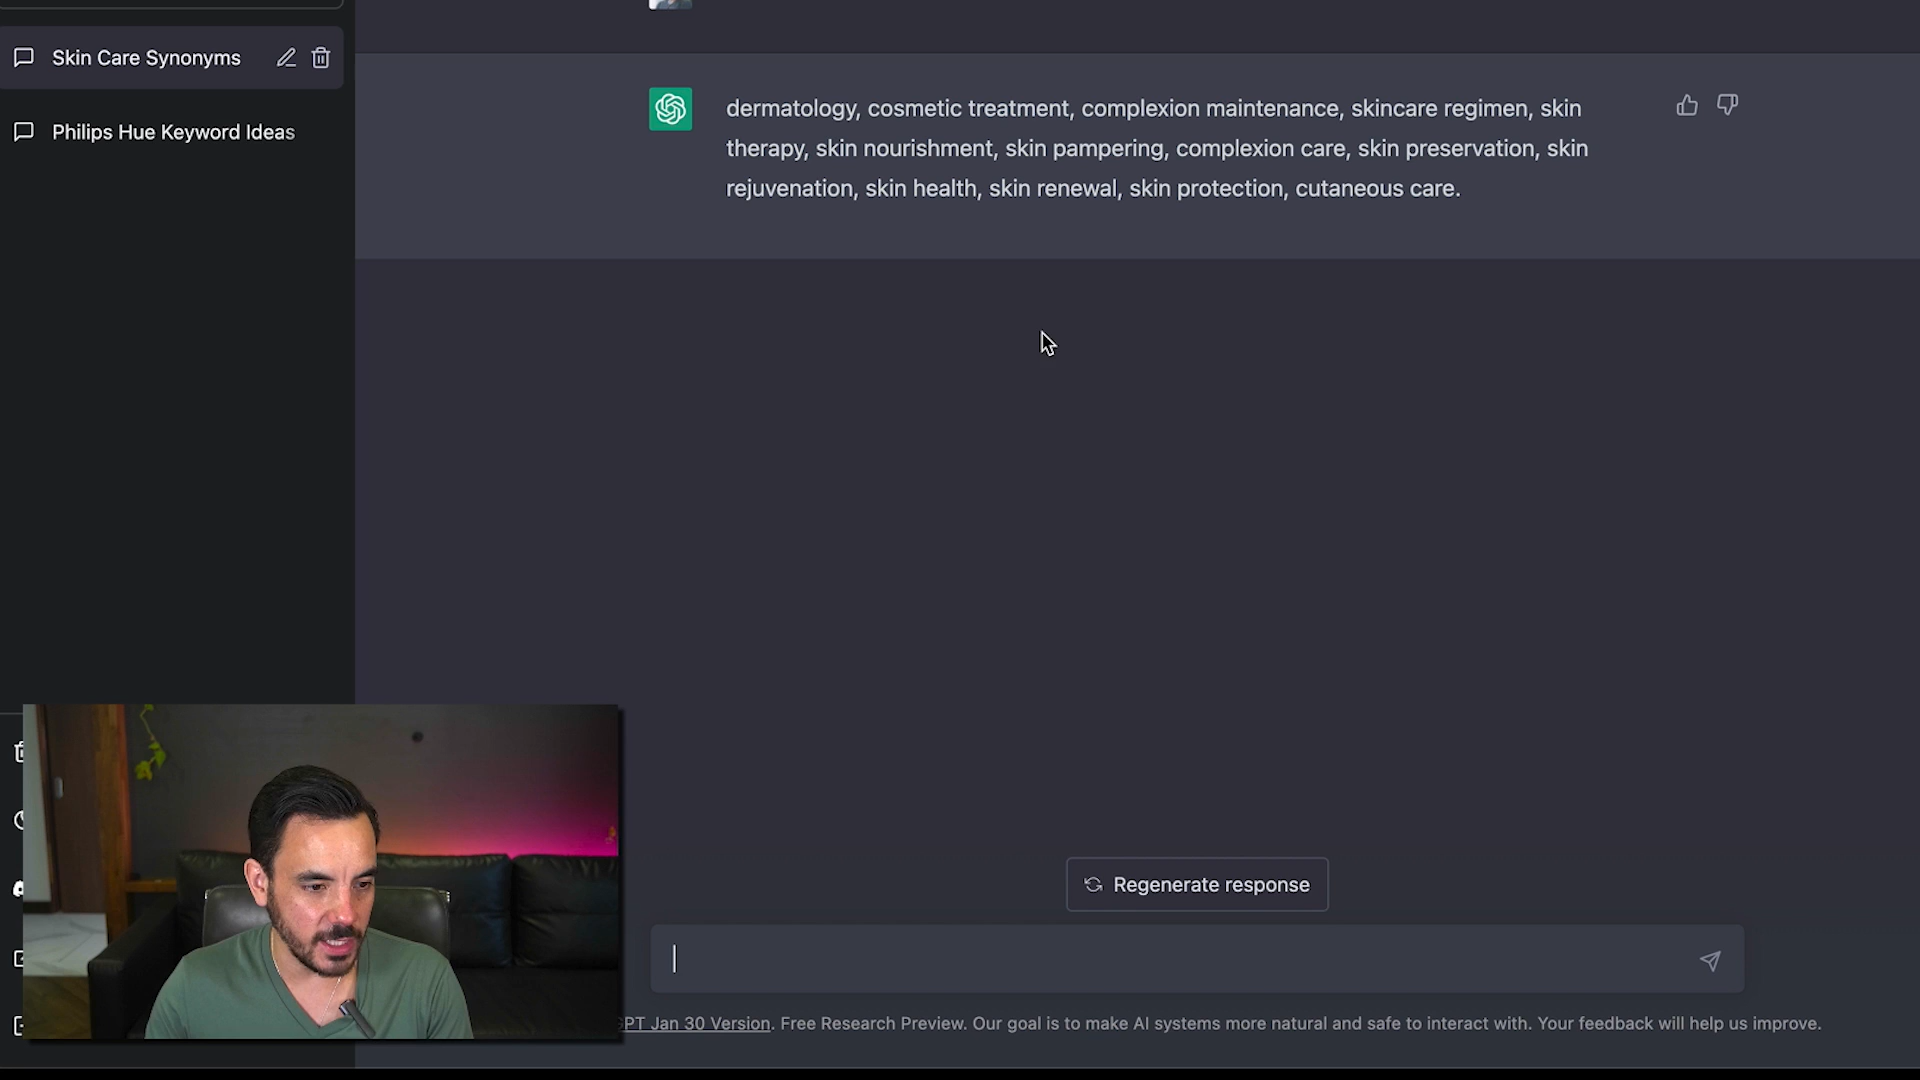 Skin Care Synonyms
Philips Hue Keyword Ideas
dermatology, cosmetic treatment, complexion maintenance, skincare regimen, skin
therapy, skin nourishment, skin pampering, complexion care, skin preservation, skin
rejuvenation, skin health, skin renewal, skin protection, cutaneous care.
Regenerate response
GPT Jan 30 Version. Free Research Preview. Our goal is to make AI systems more natural and safe to interact with. Your feedback will help us improve.